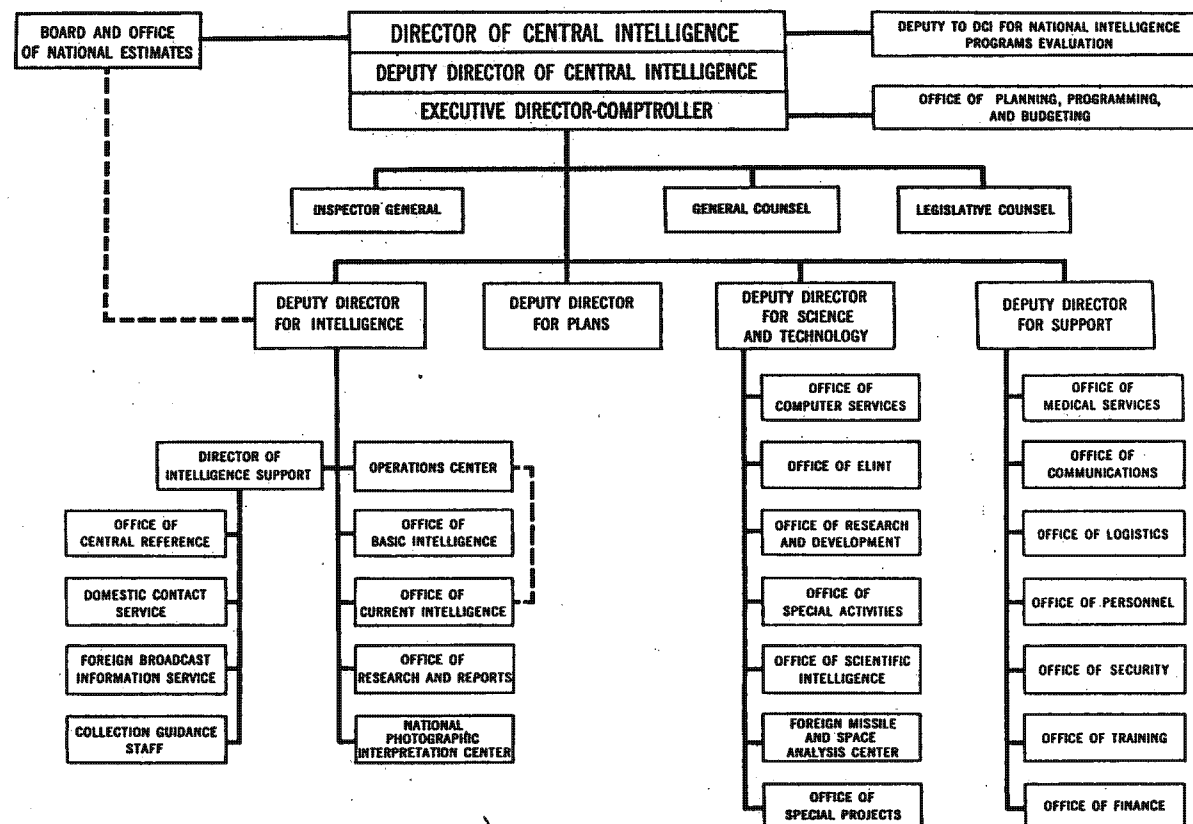 BOARD AND OFFICE
OF NATIONAL ESTIMATES
DIRECTOR OF CENTRAL INTELLIGENCE
DEPUTY DIRECTOR OF CENTRAL INTELLIGENCE
EXECUTIVE DIRECTOR-COMPTROLLER
DEPUTY TO DCI FOR NATIONAL INTELLIGENCE
PROGRAMS EVALUATION
OFFICE OF PLANNING, PROGRAMMING,
AND BUDGETING
INSPECTOR GENERAL
GENERAL COUNSEL
LEGISLATIVE COUNSEL
DEPUTY DIRECTOR
FOR INTELLIGENCE
DEPUTY DIRECTOR
FOR PLANS
DEPUTY DIRECTOR
FOR SCIENCE
AND TECHNOLOGY
DEPUTY DIRECTOR
FOR SUPPORT
DIRECTOR OF
INTELLIGENCE SUPPORT
OFFICE OF
CENTRAL REFERENCE
DOMESTIC CONTACT
SERVICE
FOREIGN BROADCAST
INFORMATION SERVICE
COLLECTION GUIDANCE
STAFF
OPERATIONS CENTER
OFFICE OF
BASIC INTELLIGENCE
OFFICE OF
CURRENT INTELLIGENCE
OFFICE OF
RESEARCH AND REPORTS
NATIONAL
PHOTOGRAPHIC
INTERPRETATION CENTER
OFFICE OF
COMPUTER SERVICES
OFFICE OF ELINT
OFFICE OF RESEARCH
AND DEVELOPMENT
OFFICE OF
SPECIAL ACTIVITIES
OFFICE OF SCIENTIFIC
INTELLIGENCE
FOREIGN MISSILE
AND SPACE
ANALYSIS CENTER
OFFICE OF
SPECIAL PROJECTS
OFFICE OF
MEDICAL SERVICES
OFFICE OF
COMMUNICATIONS
OFFICE OF LOGISTICS
OFFICE OF PERSONNEL
OFFICE OF SECURITY
OFFICE OF TRAINING
OFFICE OF FINANCE